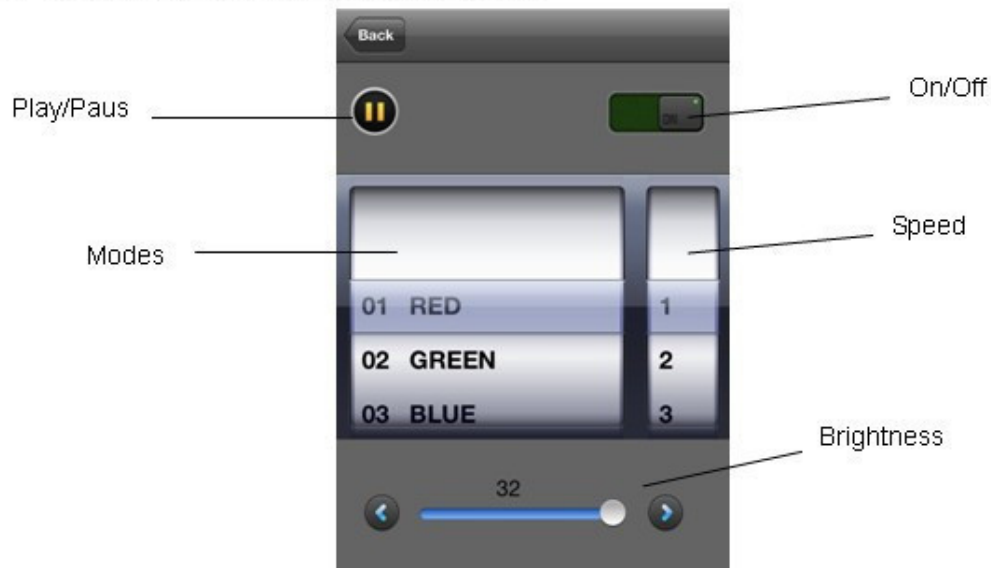 Back
Play/Paus
On/Off
ON
Modes
Speed
01 RED 1
02 GREEN 2
03 BLUE 3
Brightness
32